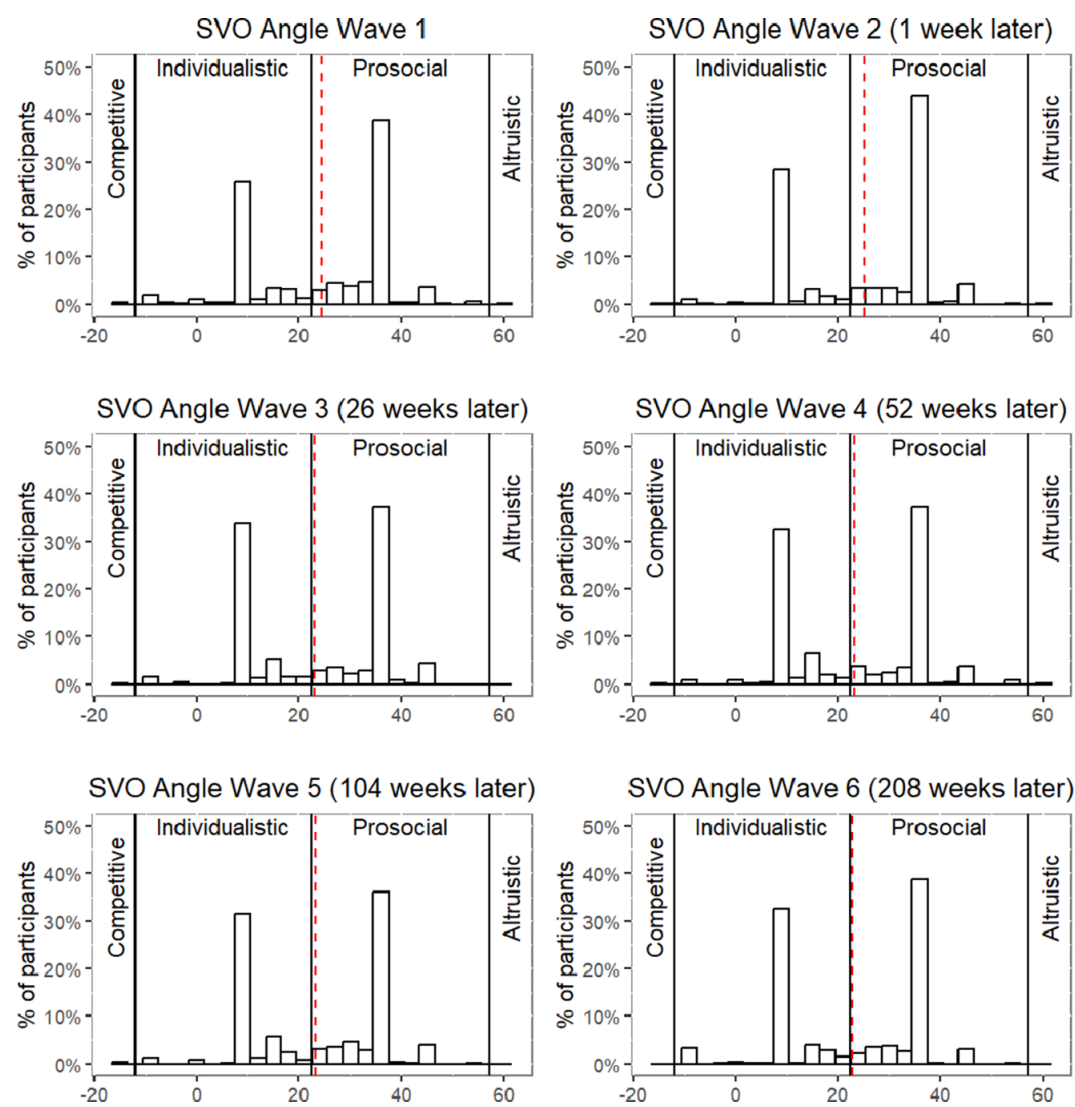 SVO Angle Wave 1
50%
40%
30%
20%
10%
0%
% of participants
Competitive
Individualistic
Prosocial
Altruistic
-20
0
20
40
60
SVO Angle Wave 2 (1 week later)
50%
40%
30%
20%
10%
0%
% of participants
Competitive
Individualistic
Prosocial
Altruistic
-20
0
20
40
60
SVO Angle Wave 3 (26 weeks later)
50%
40%
30%
20%
10%
0%
% of participants
Competitive
Individualistic
Prosocial
Altruistic
-20
0
20
40
60
SVO Angle Wave 4 (52 weeks later)
50%
40%
30%
20%
10%
0%
% of participants
Competitive
Individualistic
Prosocial
Altruistic
-20
0
20
40
60
SVO Angle Wave 5 (104 weeks later)
50%
40%
30%
20%
10%
0%
% of participants
Competitive
Individualistic
Prosocial
Altruistic
-20
0
20
40
60
SVO Angle Wave 6 (208 weeks later)
50%
40%
30%
20%
10%
0%
% of participants
Competitive
Individualistic
Prosocial
Altruistic
-20
0
20
40
60